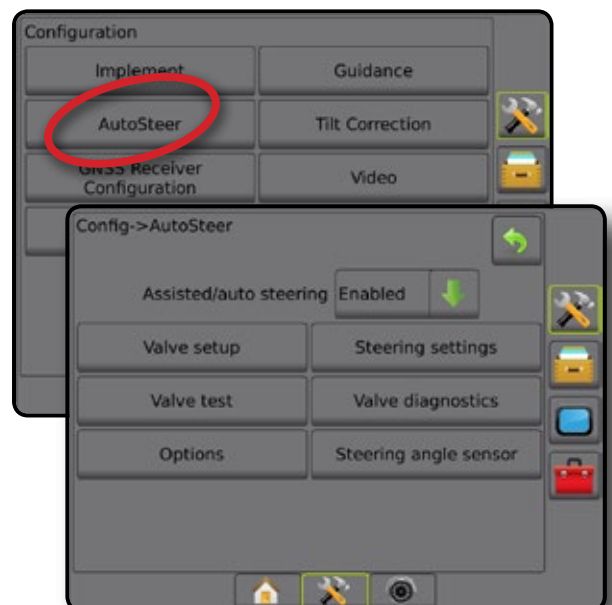 Configuration
Implement
Guidance
AutoSteer
Tilt Correction
GNSS Receiver
Configuration
Video
Config->AutoSteer
Assisted/auto steering Enabled
Valve setup
Steering settings
Valve test
Valve diagnostics
Options
Steering angle sensor